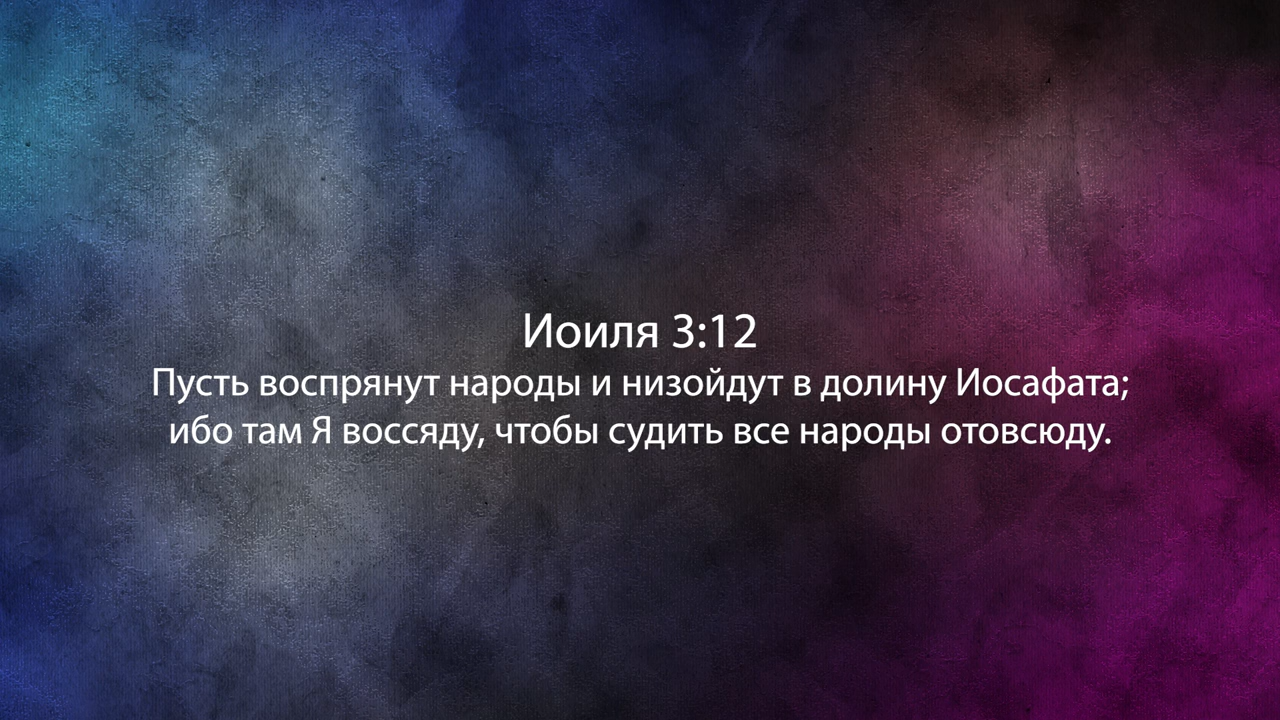 Иоиля 3:12
Пусть воспрянут народы и низойдут в долину Иосафата;
ибо там Я воссяду, чтобы судить все народы отовсюду.